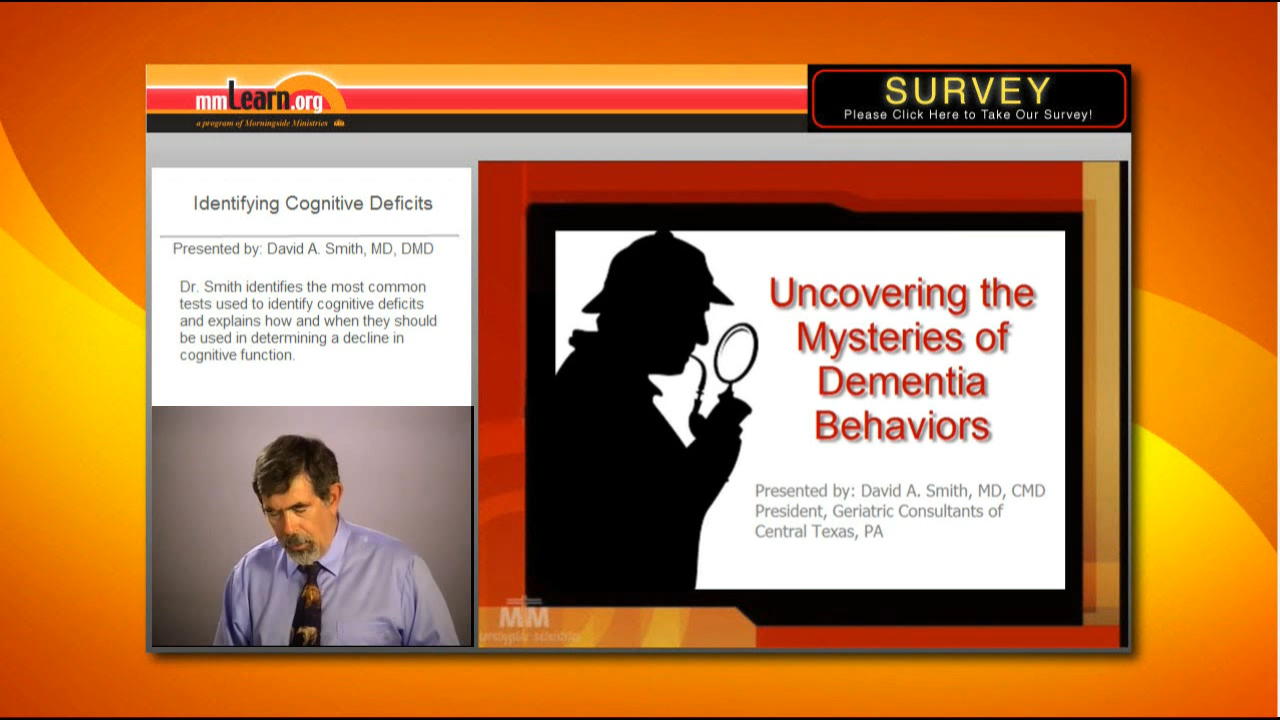 mmLearn.org
a program of Morningside Ministries
SURVEY
Please Click Here to Take Our Survey!
Identifying Cognitive Deficits
Presented by: David A. Smith, MD, DMD
Dr. Smith identifies the most common
tests used to identify cognitive deficits
and explains how and when they should
be used in determining a decline in
cognitive function.
Uncovering the
Mysteries of
Dementia
Behaviors
Presented by: David A. Smith, MD, CMD
President, Geriatric Consultants of
Central Texas, PA
MM